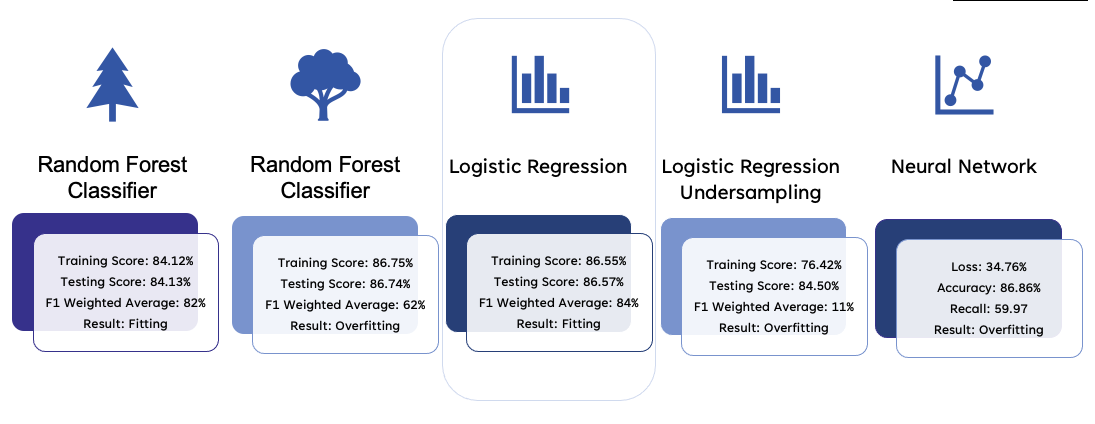 Random Forest
Classifier
Training Score: 84.12%
Testing Score: 84.13%
F1 Weighted Average: 82%
Result: Fitting
Random Forest
Classifier
Training Score: 86.75%
Testing Score: 86.74%
F1 Weighted Average: 62%
Result: Overfitting
Logistic Regression
Training Score: 86.55%
Testing Score: 86.57%
F1 Weighted Average: 84%
Result: Fitting
Logistic Regression
Undersampling
Training Score: 76.42%
Testing Score: 84.50%
F1 Weighted Average: 11%
Result: Overfitting
Neural Network
Loss: 34.76%
Accuracy: 86.86%
Recall: 59.97
Result: Overfitting